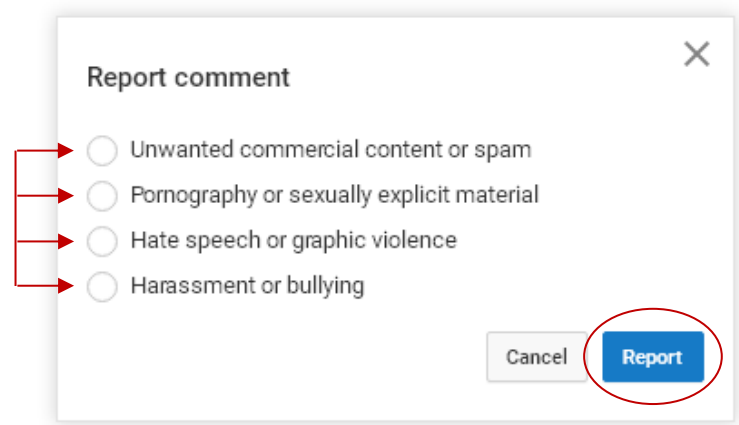 Report comment
Unwanted commercial content or spam
Pornography or sexually explicit material
Hate speech or graphic violence
Harassment or bullying
Cancel
Report